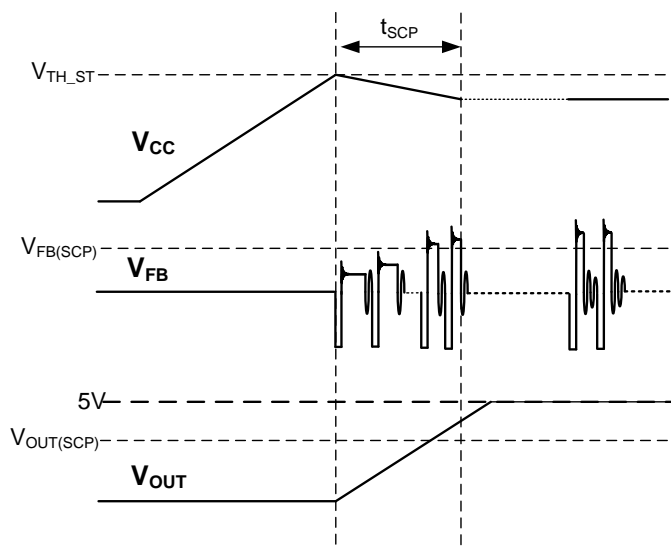 tSCP
VTH_ST
VCC
VFB(SCP)
VFB
5V
VOUT(SCP)
VOUT